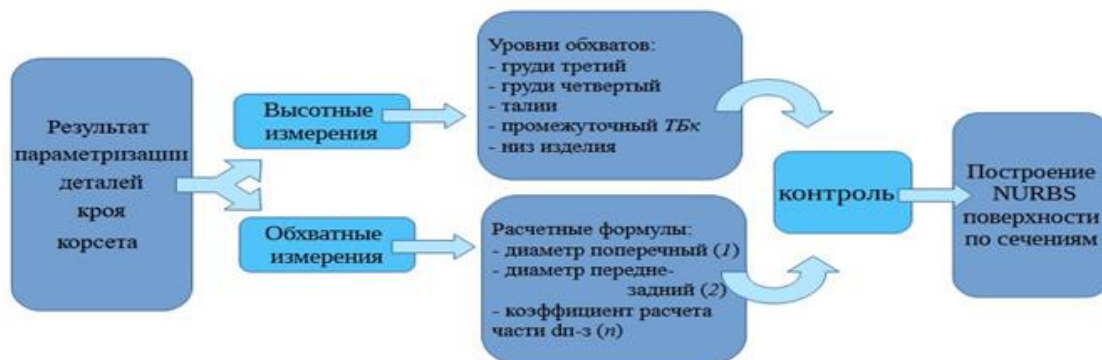 Результат
параметризации
деталей
кроя
корсета
Высотные
измерения
Уровни обхватов:
- груди третий
- груди четвертый
- талии
- промежуточный ТБк
- низ изделия
Обхватные
измерения
Расчетные формулы:
- диаметр поперечный (1)
- диаметр передне-
задний (2)
- коэффициент расчета
части dп-з (n)
контроль
Построение
NURBS
поверхности
по сечениям